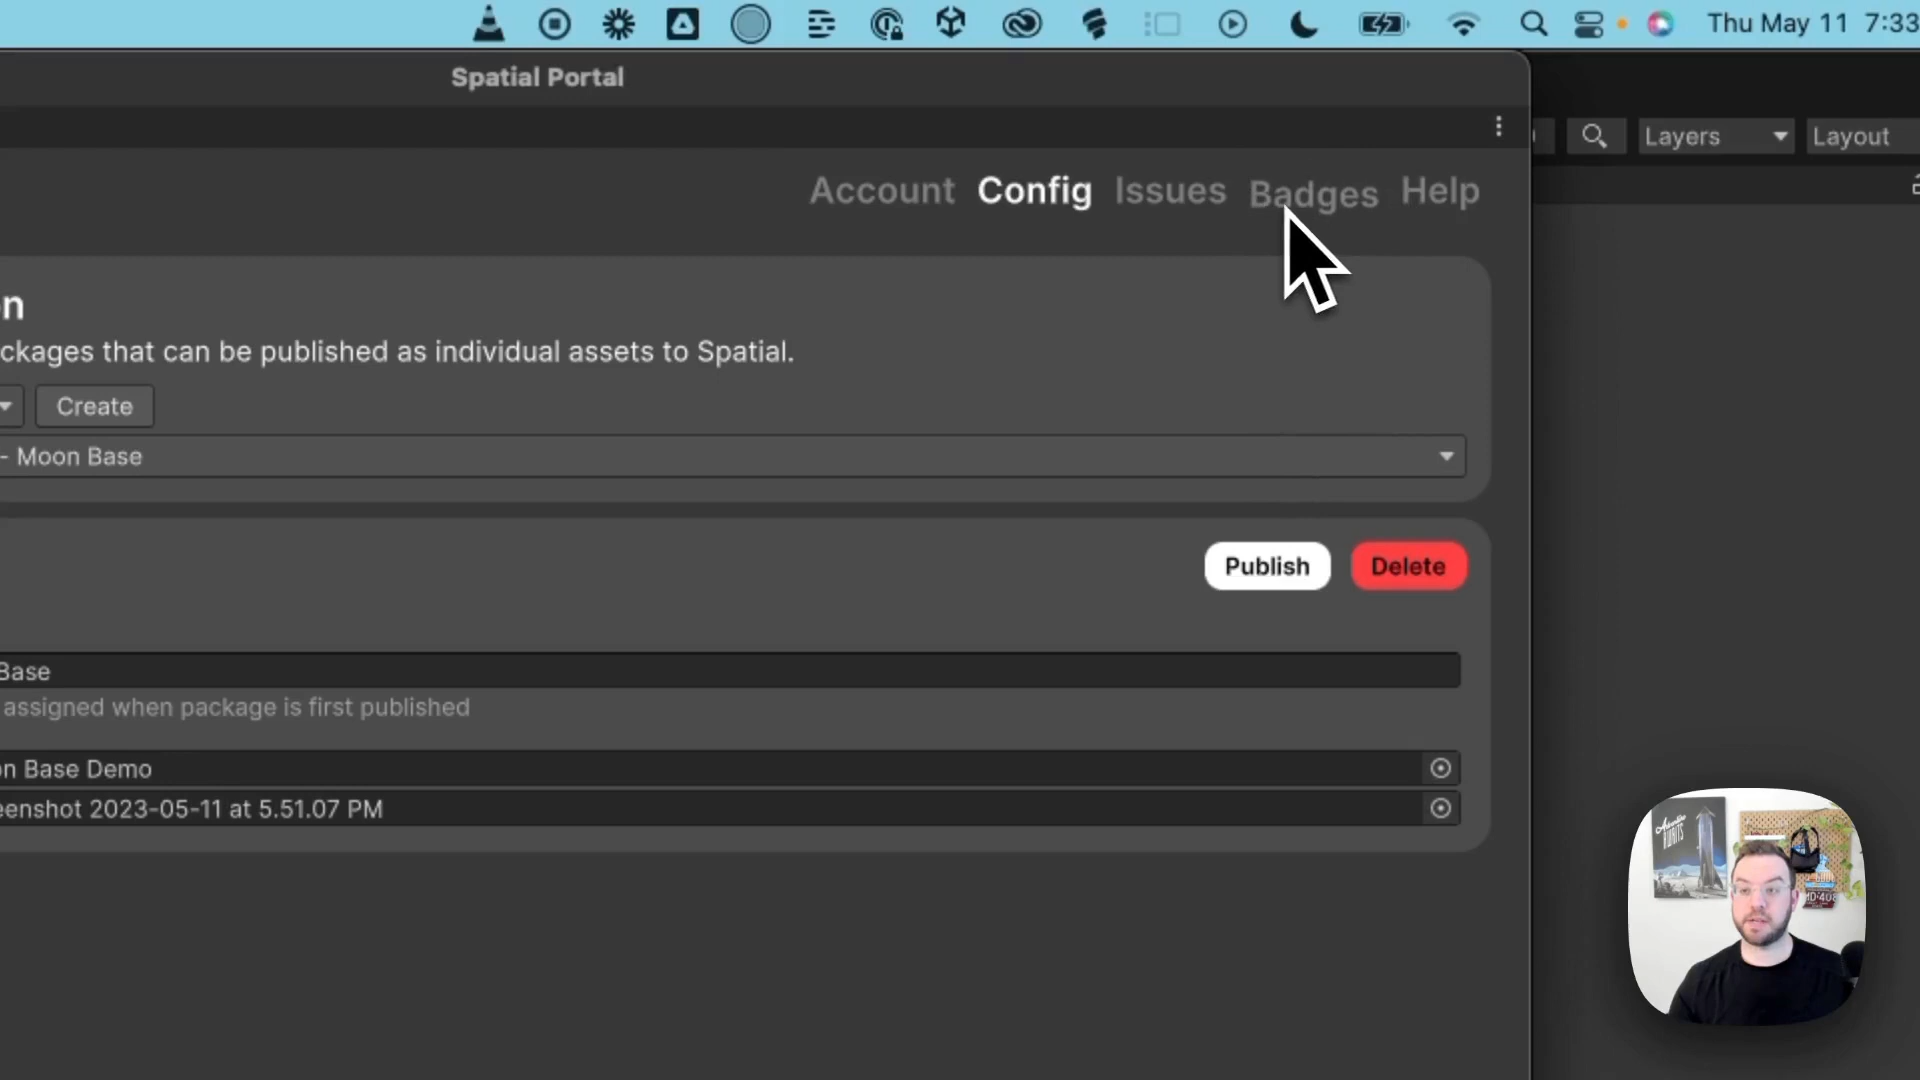 Thu May 11 7:33
Spatial Portal
Layers
Layout
Account Config Issues Badges Help
n
ckages that can be published as individual assets to Spatial.
Create
- Moon Base
Publish
Delete
Base
assigned when package is first published
n Base Demo
eenshot 2023-05-11 at 5.51.07 PM
AWAITS